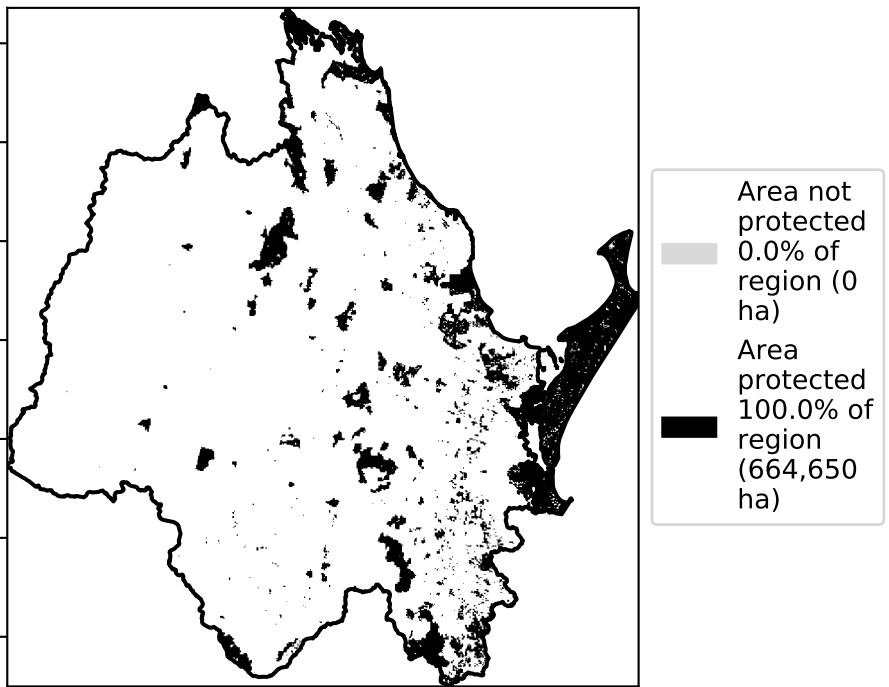 Area not
protected
0.0% of
region (0
ha)
Area
protected
100.0% of
region
(664,650
ha)